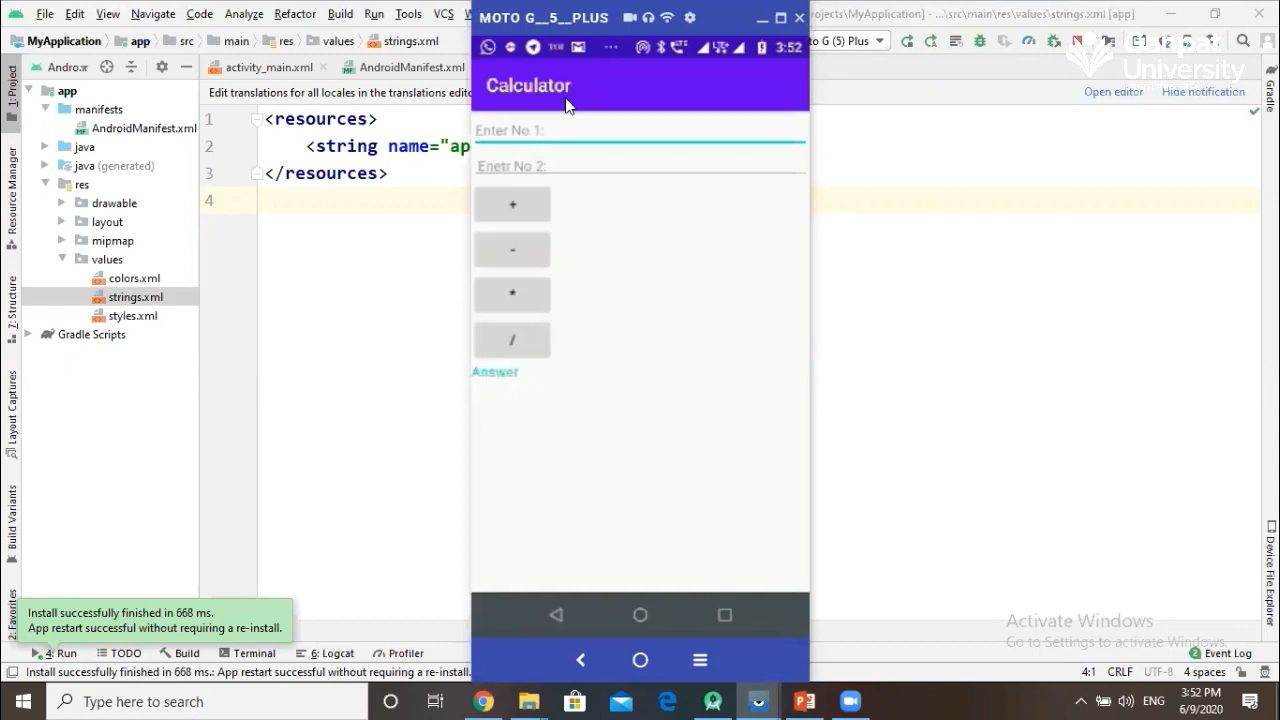 File Edit View Navigate Code Analyze Refactor Build Run Tools VCS
MOTO G__5__PLUS
rojects\MyApplication] - ...\src\main\res\values\strings.xml [app]
MyApplication app src main res values strings.xml
3:52
to G (5) Plus
Ganpat
University
Andro..
activity_main.xml
AndroidManifest.xml
Calculator
Edit translations for all locales in the translations edito
Open editor Hide notification
1: Project
Resource Manager
7: Structure
Layout Captures
Build Variants
2: Favorites
Gradle
Device File Explorer
app
manifests
AndroidManifest.xml
java
java (generated)
res
drawable
layout
mipmap
values
colors.xml
strings.xml
styles.xml
Gradle Scripts
1 <resources>
2 <string name="ap
3 </resources>
4
Enter No 1:
Enetr No 2:
+
-
*
/
Answer
Install successfully finished in 668 ms.
App restart successful without requiring a re-install.
Activate Windows
Go to Settings to activate Windows.
4: Run TODO Build Terminal 6: Logcat Profiler
2 Event Log
Install successfully finished in 668 ms.: App restart successful without requiring a re-install.
4:1 CRLF UTF-8 4 spaces
Type here to search
ENG
3:52 PM
6/9/2020